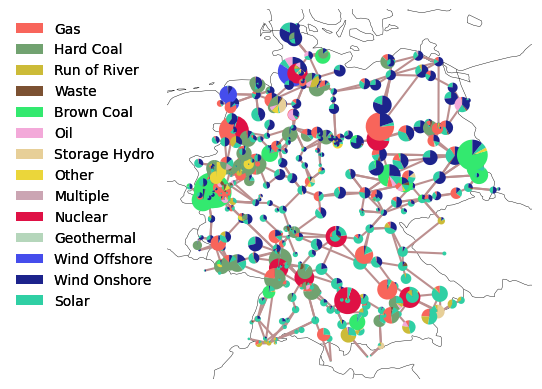 Gas
Hard Coal
Run of River
Waste
Brown Coal
Oil
Storage Hydro
Other
Multiple
Nuclear
Geothermal
Wind Offshore
Wind Onshore
Solar